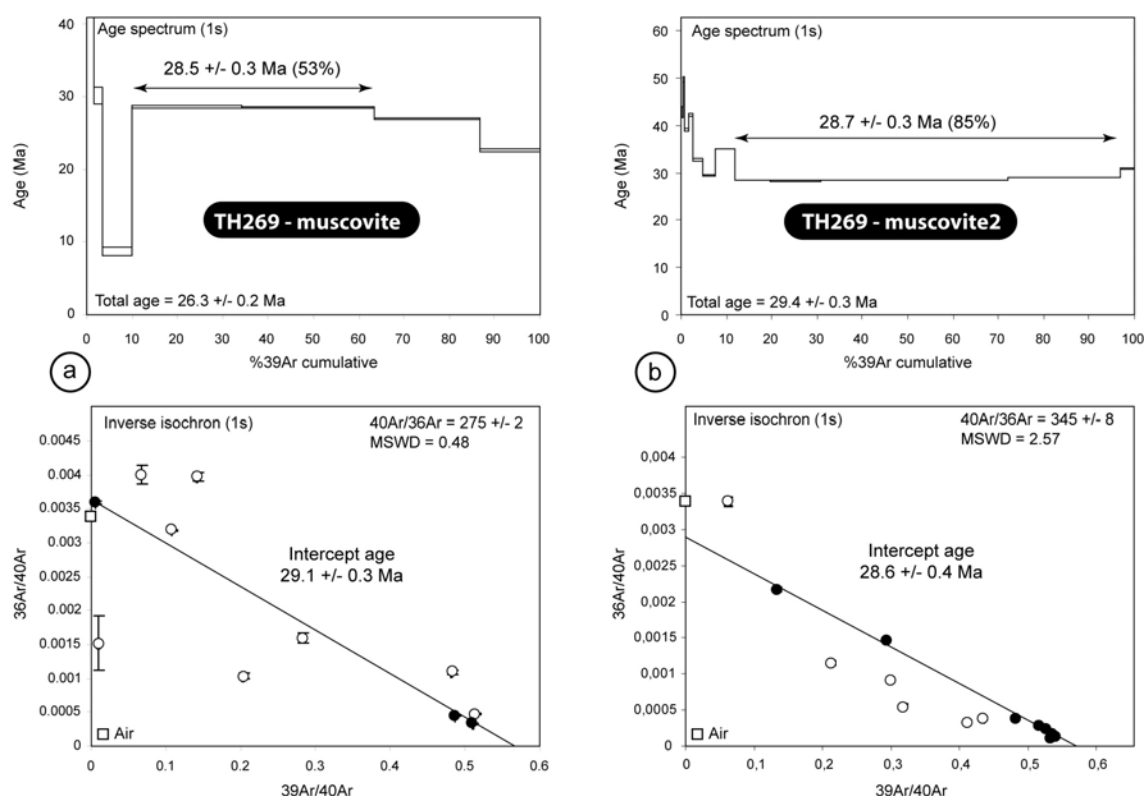 a
Age spectrum (1s)
28.5 +/- 0.3 Ma (53%)
TH269 - muscovite
Total age = 26.3 +/- 0.2 Ma
Age (Ma)
40
30
20
10
0
0 10 20 30 40 50 60 70 80 90 100
%39Ar cumulative
b
Age spectrum (1s)
28.7 +/- 0.3 Ma (85%)
TH269 - muscovite2
Total age = 29.4 +/- 0.3 Ma
Age (Ma)
60
50
40
30
20
10
0
0 10 20 30 40 50 60 70 80 90 100
%39Ar cumulative
Inverse isochron (1s)
40Ar/36Ar = 275 +/- 2
MSWD = 0.48
Intercept age
29.1 +/- 0.3 Ma
Air
36Ar/40Ar
0.0045
0.004
0.0035
0.003
0.0025
0.002
0.0015
0.001
0.0005
0
0 0.1 0.2 0.3 0.4 0.5 0.6
39Ar/40Ar
Inverse isochron (1s)
40Ar/36Ar = 345 +/- 8
MSWD = 2.57
Intercept age
28.6 +/- 0.4 Ma
Air
36Ar/40Ar
0,004
0,0035
0,003
0,0025
0,002
0,0015
0,001
0,0005
0
0 0,1 0,2 0,3 0,4 0,5 0.6
39Ar/40Ar